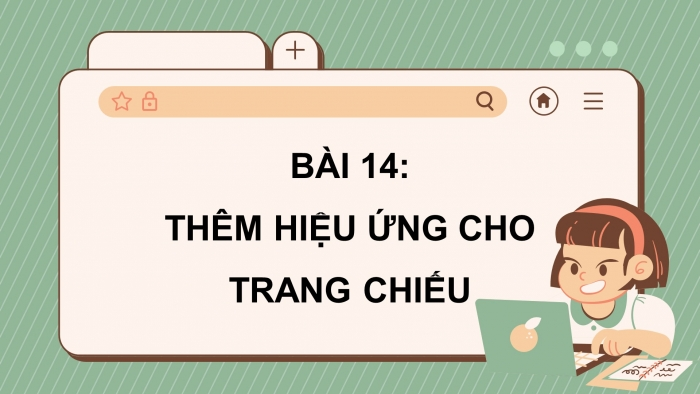 BÀI 14:
THÊM HIỆU ỨNG CHO
TRANG CHIẾU